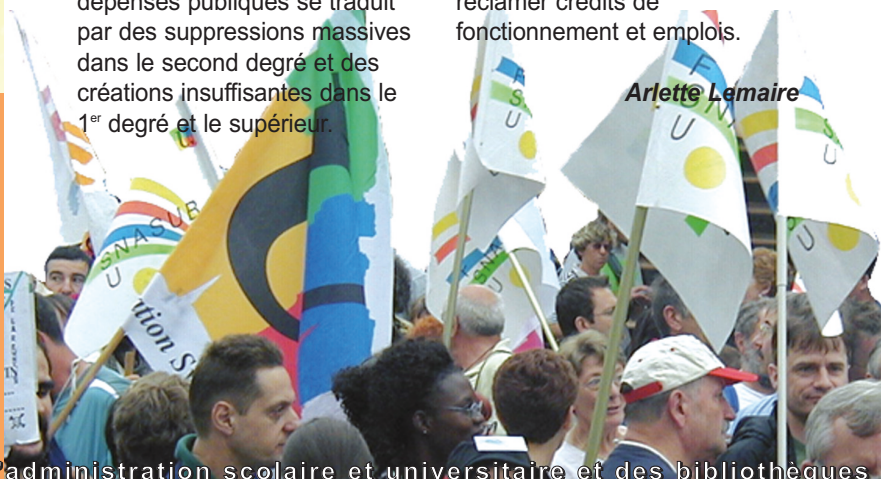 dépenses publiques se traduit
par des suppressions massives
dans le second degré et des
créations insuffisantes dans le
1er degré et le supérieur.
réclamer crédits de
fonctionnement et emplois.
Arlette Lemaire
F
S
U
SNASUB
U
administration scolaire et universitaire et des bibliothèques